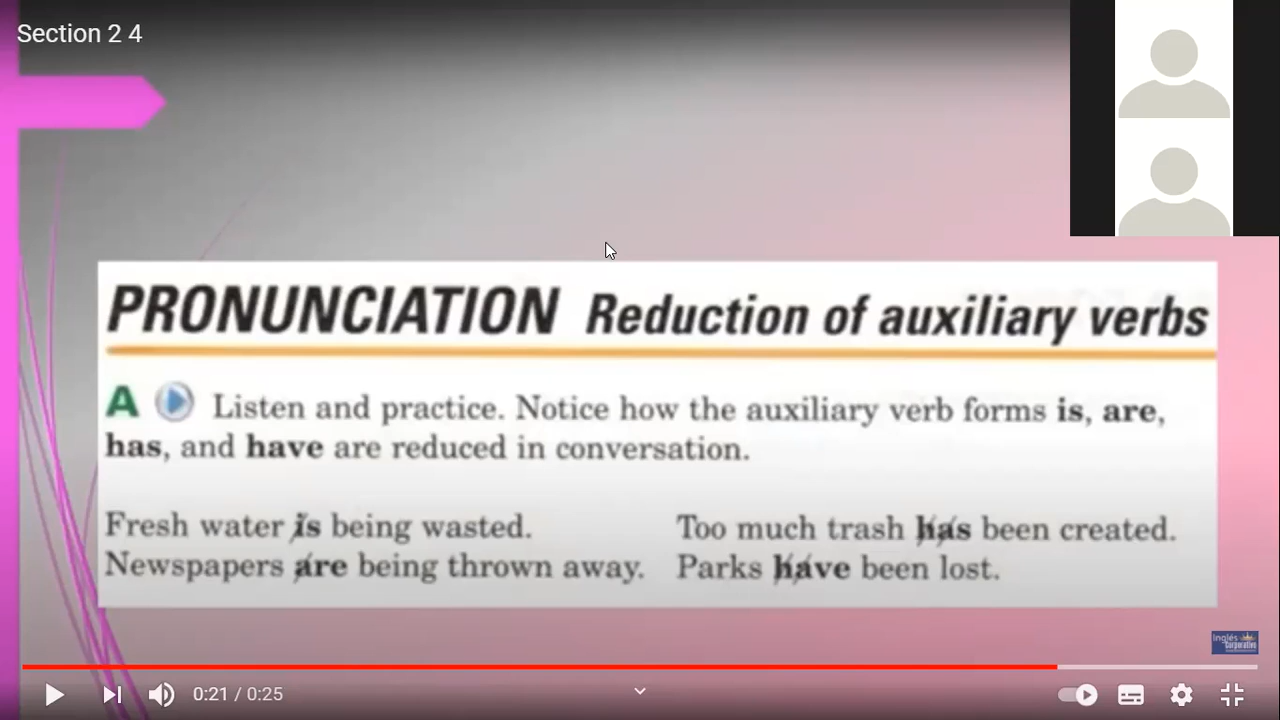 Section 2 4
PRONUNCIATION Reduction of auxiliary verbs
A Listen and practice. Notice how the auxiliary verb forms is, are,
has, and have are reduced in conversation.
Fresh water is being wasted.
Newspapers are being thrown away.
Too much trash has been created.
Parks have been lost.
Inglés
Corporativo
0:21 / 0:25